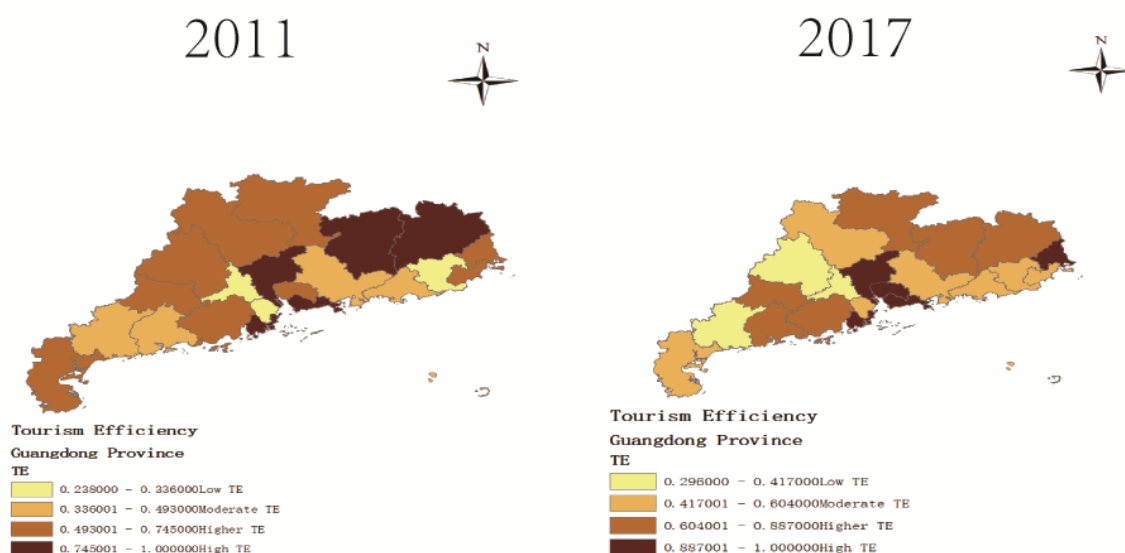 2011
N
Tourism Efficiency
Guangdong Province
TE
0.238000 - 0.336000Low TE
0.336001 - 0.493000Moderate TE
0.493001 - 0.745000Higher TE
0.745001 - 1.000000High TE
2017
N
Tourism Efficiency
Guangdong Province
TE
0.296000 - 0.417000Low TE
0.417001 - 0.604000Moderate TE
0.604001 - 0.887000Higher TE
0.887001 - 1.000000High TE